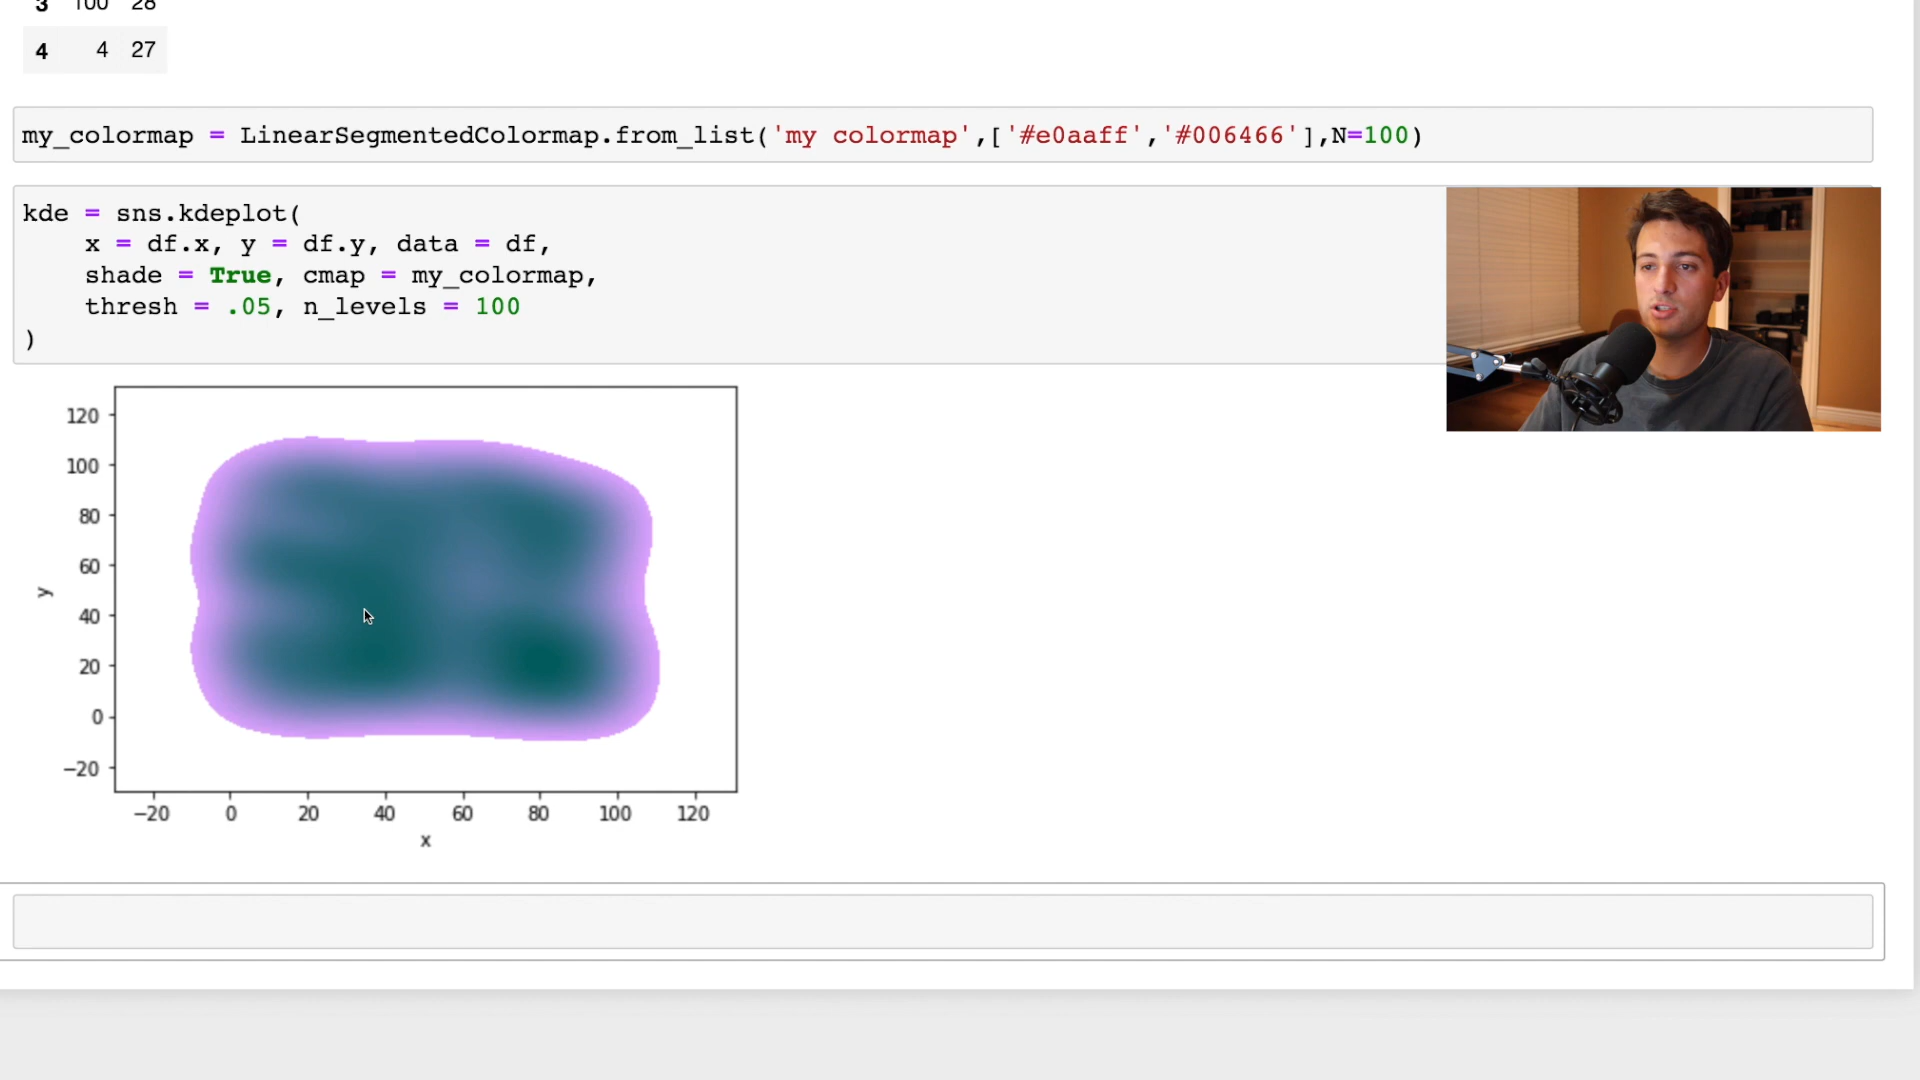 3 100 28
4 4 27
my_colormap = LinearSegmentedColormap.from_list('my colormap',['#e0aaff','#006466'],N=100)
kde = sns.kdeplot(
x = df.x, y = df.y, data = df,
shade = True, cmap = my_colormap,
thresh = .05, n_levels = 100
)
120
100
80
60
40
20
0
−20
y
−20 0 20 40 60 80 100 120
x